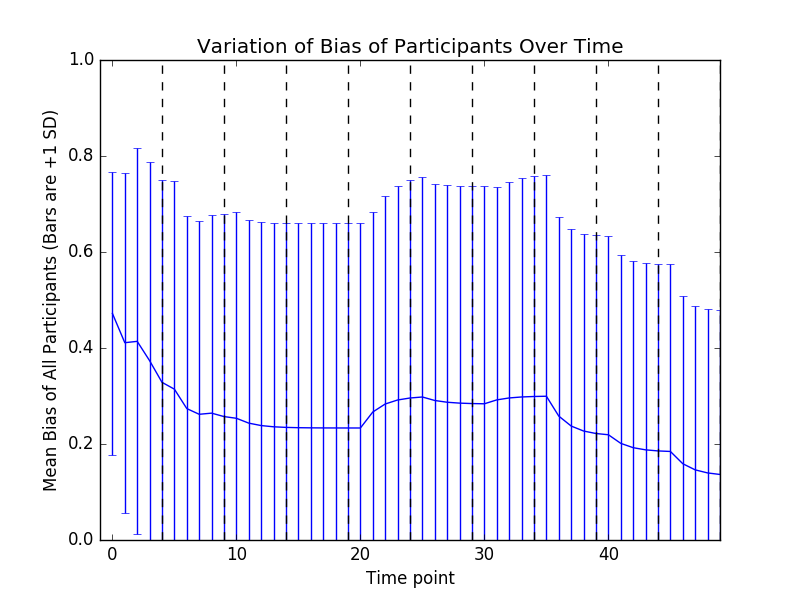 Variation of Bias of Participants Over Time
Mean Bias of All Participants (Bars are +1 SD)
1.0
0.8
0.6
0.4
0.2
0.0
0 10 20 30 40
Time point